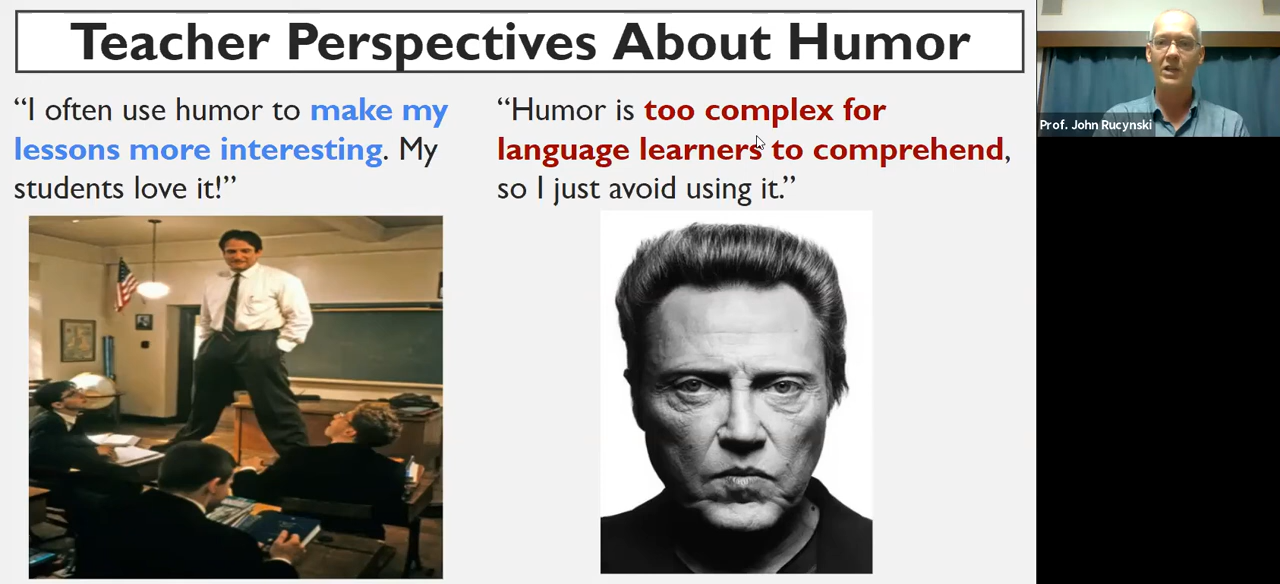 Teacher Perspectives About Humor
“I often use humor to make my
lessons more interesting. My
students love it!”
“Humor is too complex for
language learners to comprehend,
so I just avoid using it.”
Prof. John Rucynski